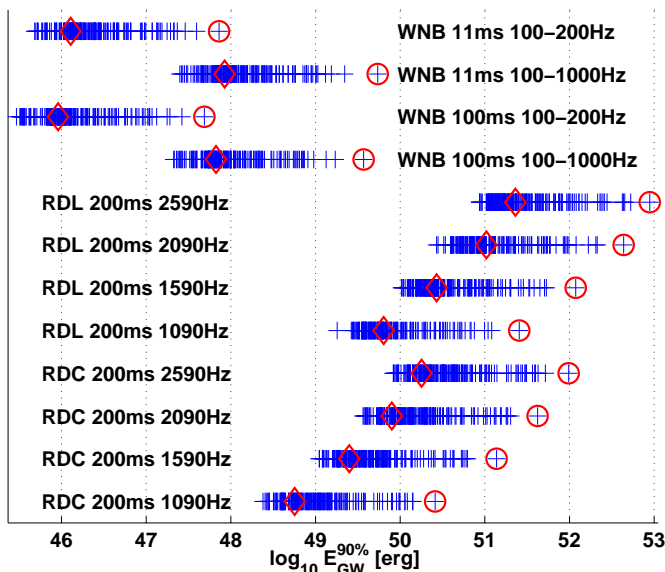 WNB 11ms 100−200Hz
WNB 11ms 100−1000Hz
WNB 100ms 100−200Hz
WNB 100ms 100−1000Hz
RDL 200ms 2590Hz
RDL 200ms 2090Hz
RDL 200ms 1590Hz
RDL 200ms 1090Hz
RDC 200ms 2590Hz
RDC 200ms 2090Hz
RDC 200ms 1590Hz
RDC 200ms 1090Hz
46 47 48 49 50 51 52 53
log10 E90%GW [erg]